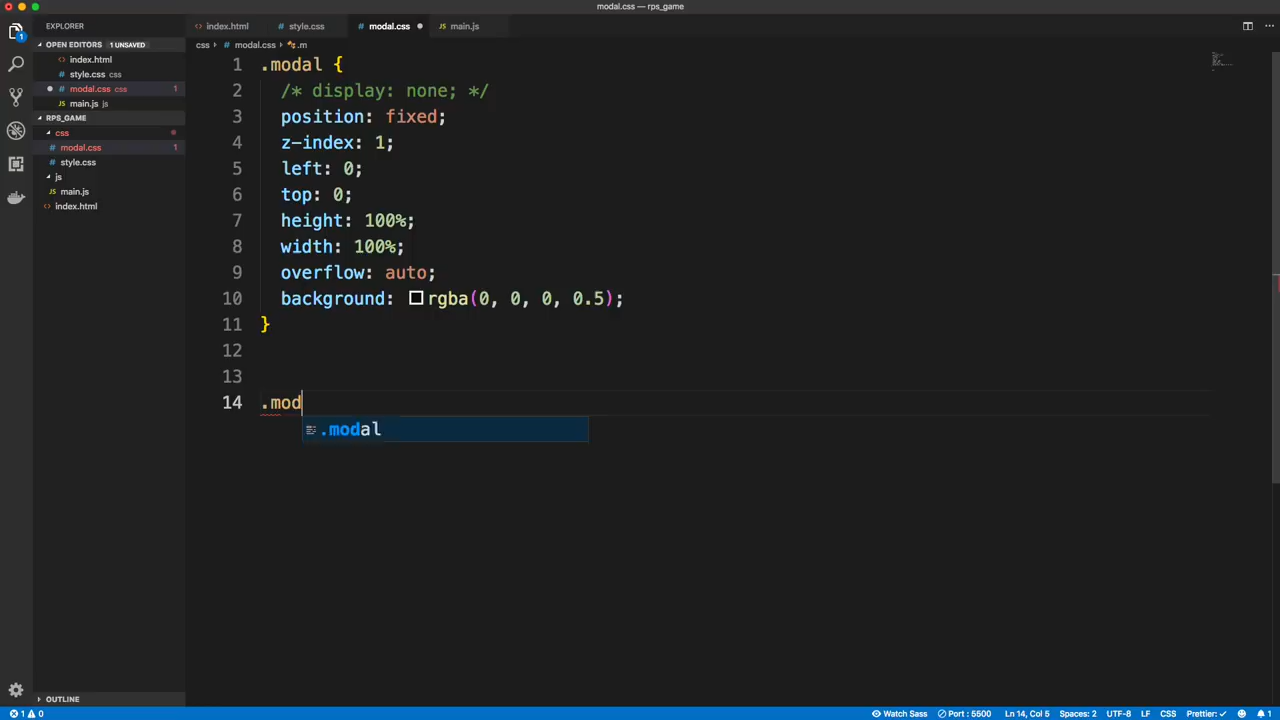 modal.css — rps_game
EXPLORER
index.html
style.css
modal.css
main.js
OPEN EDITORS 1 UNSAVED
index.html
style.css css
modal.css css 1
main.js js
RPS_GAME
css
modal.css 1
style.css
js
main.js
index.html
OUTLINE
css modal.css .m
1 .modal {
2 /* display: none; */
3 position: fixed;
4 z-index: 1;
5 left: 0;
6 top: 0;
7 height: 100%;
8 width: 100%;
9 overflow: auto;
10 background: rgba(0, 0, 0, 0.5);
11 }
12
13
14 .mod
.modal
1 0 Watch Sass Port : 5500 Ln 14, Col 5 Spaces: 2 UTF-8 LF CSS Prettier: ✓ 1